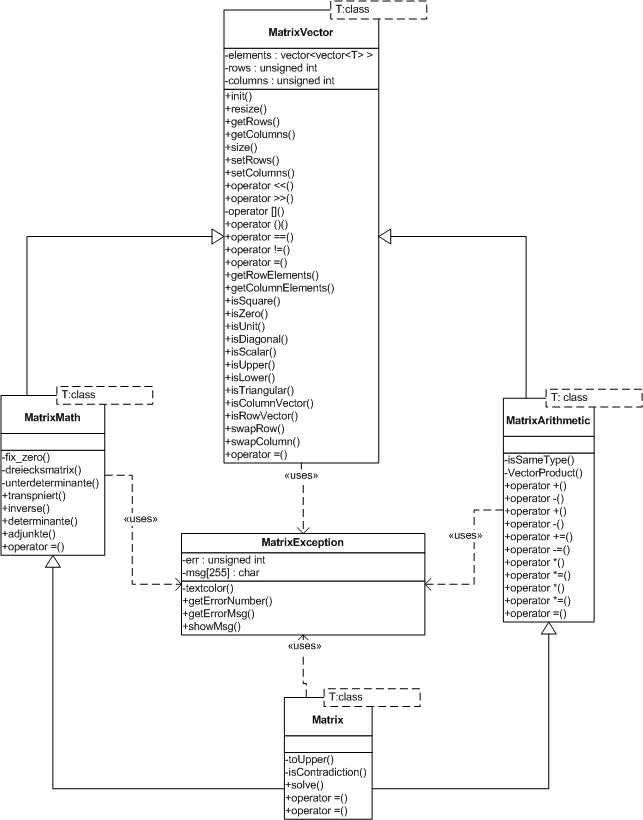 T:class
MatrixVector
-elements : vector<vector<T> >
-rows : unsigned int
-columns : unsigned int
+init()
+resize()
+getRows()
+getColumns()
+size()
+setRows()
+setColumns()
+operator <<()
+operator >>()
-operator []()
+operator ()()
+operator ==()
+operator !=()
+operator =()
+getRowElements()
+getColumnElements()
+isSquare()
+isZero()
+isUnit()
+isDiagonal()
+isScalar()
+isUpper()
+isLower()
+isTriangular()
+isColumnVector()
+isRowVector()
+swapRow()
+swapColumn()
+operator =()
T:class
MatrixMath
-fix_zero()
-dreiecksmatrix()
-unterdeterminante()
+transpniert()
+inverse()
+determinante()
+adjunkte()
+operator =()
T: class
MatrixArithmetic
-isSameType()
-VectorProduct()
+operator +()
+operator -()
+operator +()
+operator -()
+operator +=()
+operator -=()
+operator *()
+operator *=()
+operator *()
+operator *=()
+operator =()
«uses»
«uses»
«uses»
MatrixException
-err : unsigned int
-msg[255] : char
-textcolor()
+getErrorNumber()
+getErrorMsg()
+showMsg()
«uses»
T:class
Matrix
-toUpper()
-isContradiction()
+solve()
+operator =()
+operator =()